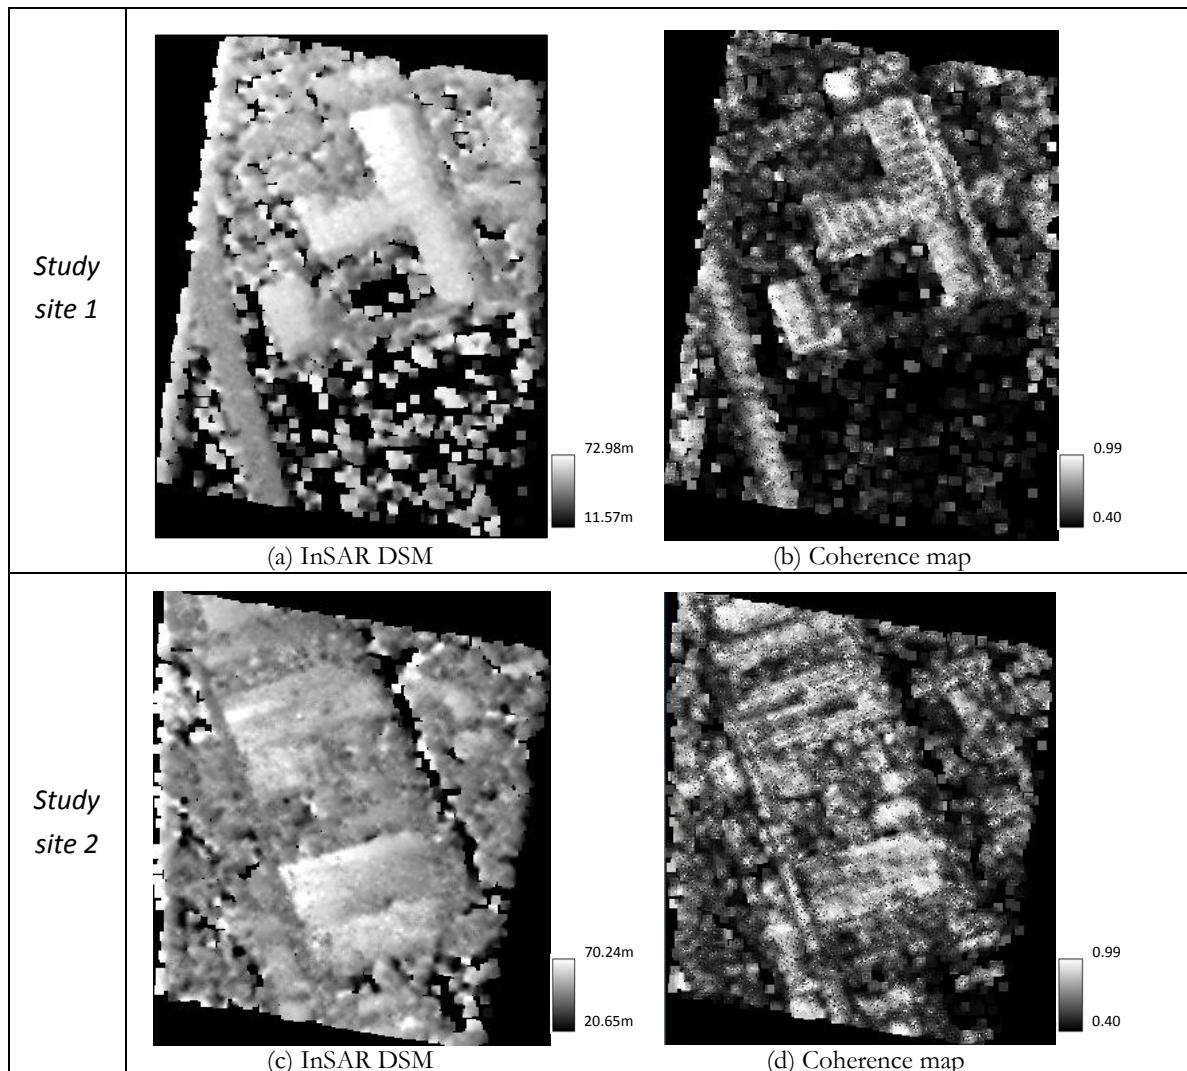 Study
site 1
72.98m
11.57m
0.99
0.40
(a) InSAR DSM
(b) Coherence map
Study
site 2
70.24m
20.65m
0.99
0.40
(c) InSAR DSM
(d) Coherence map